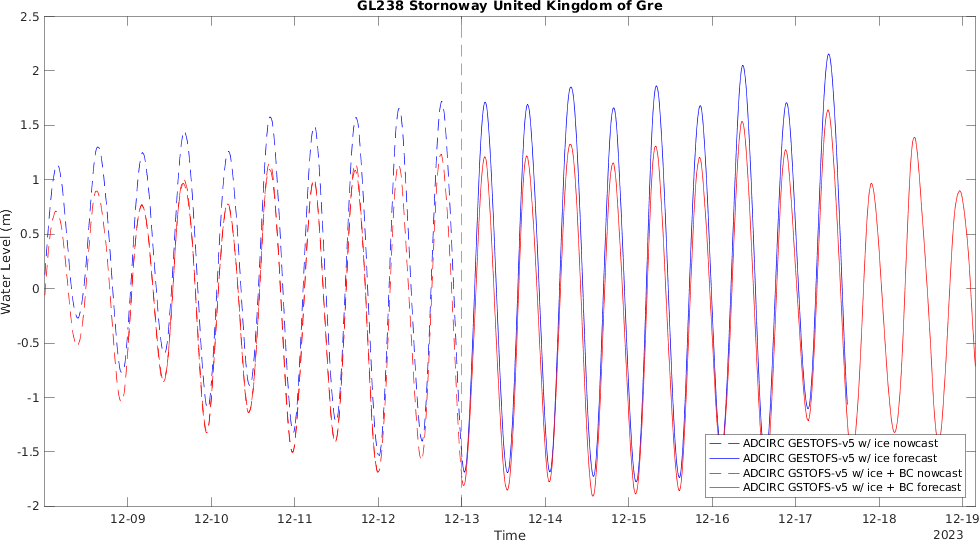 GL238 Stornoway United Kingdom of Gre
2.5
2
1.5
1
0.5
0
-0.5
-1
-1.5
-2
Water Level (m)
12-09 12-10 12-11 12-12 12-13 12-14 12-15 12-16 12-17 12-18 12-19
2023
Time
ADCIRC GESTOFS-v5 w/ ice nowcast
ADCIRC GESTOFS-v5 w/ ice forecast
ADCIRC GSTOFS-v5 w/ ice + BC nowcast
ADCIRC GSTOFS-v5 w/ ice + BC forecast